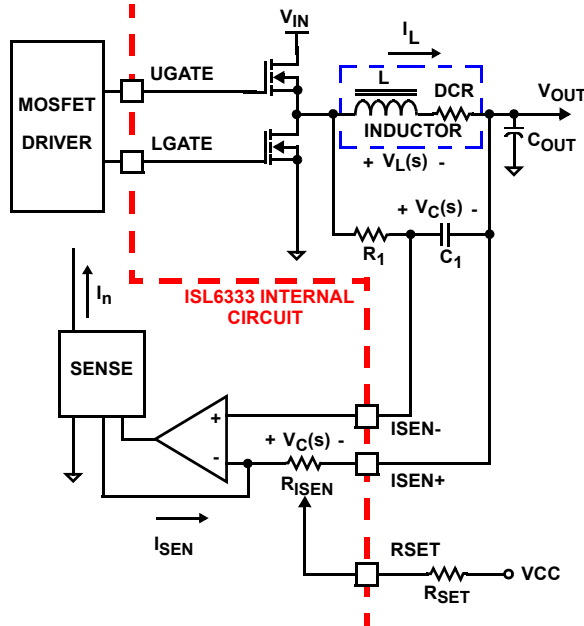 V_IN
I_L
MOSFET
DRIVER
UGATE
LGATE
L
DCR
INDUCTOR
V_OUT
C_OUT
+ V_L(s) -
+ V_C(s) -
R_1
C_1
I_n
ISL6333 INTERNAL
CIRCUIT
SENSE
+
-
+ V_C(s) -
R_ISEN
ISEN-
ISEN+
I_SEN
RSET
R_SET
VCC